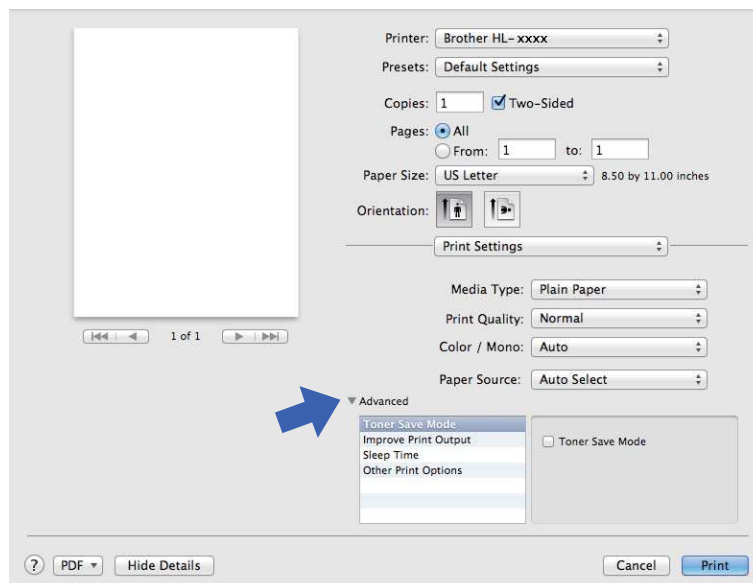 Printer: Brother HL-xxxx
Presets: Default Settings
Copies: 1 Two-Sided
Pages: All
From: 1 to: 1
Paper Size: US Letter 8.50 by 11.00 inches
Orientation:
Print Settings
Media Type: Plain Paper
Print Quality: Normal
1 of 1
Color / Mono: Auto
Paper Source: Auto Select
Advanced
Toner Save Mode
Improve Print Output
Sleep Time
Other Print Options
Toner Save Mode
? PDF Hide Details Cancel Print